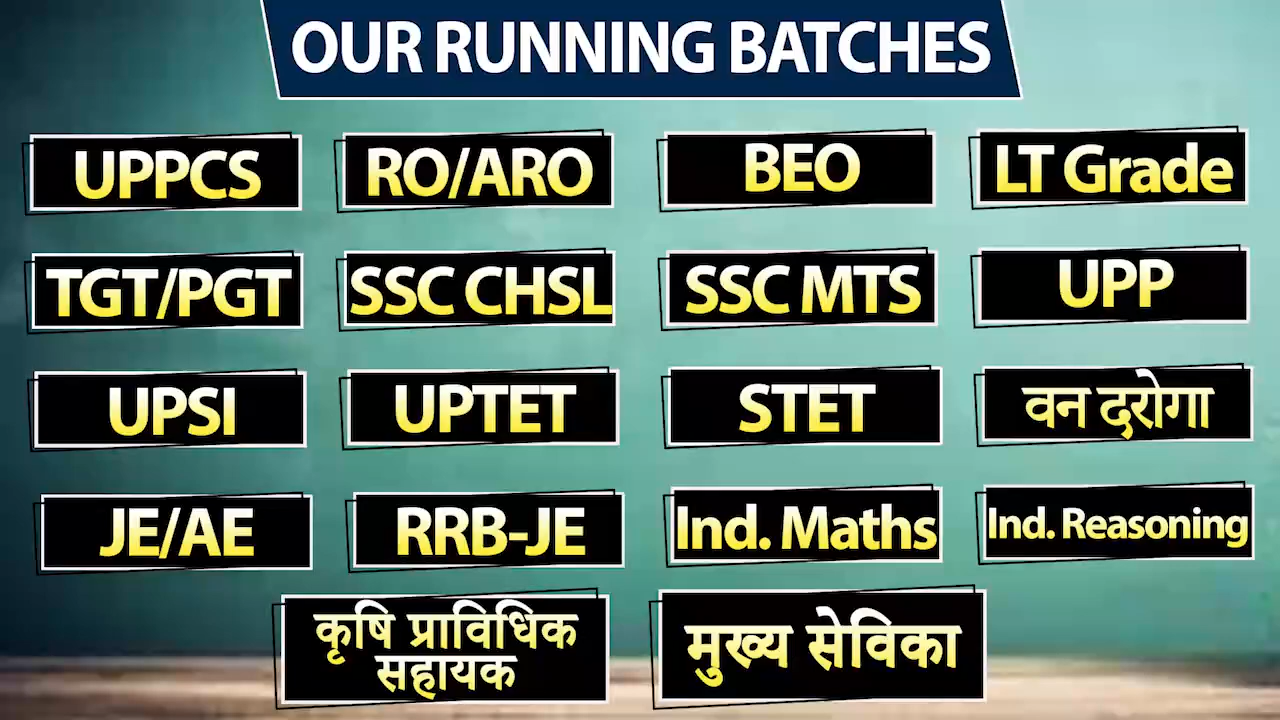 OUR RUNNING BATCHES
UPPCS
RO/ARO
BEO
LT Grade
TGT/PGT
SSC CHSL
SSC MTS
UPP
UPSI
UPTET
STET
वन दरोगा
JE/AE
RRB-JE
Ind. Maths
Ind. Reasoning
कृषि प्राविधिक
सहायक
मुख्य सेविका